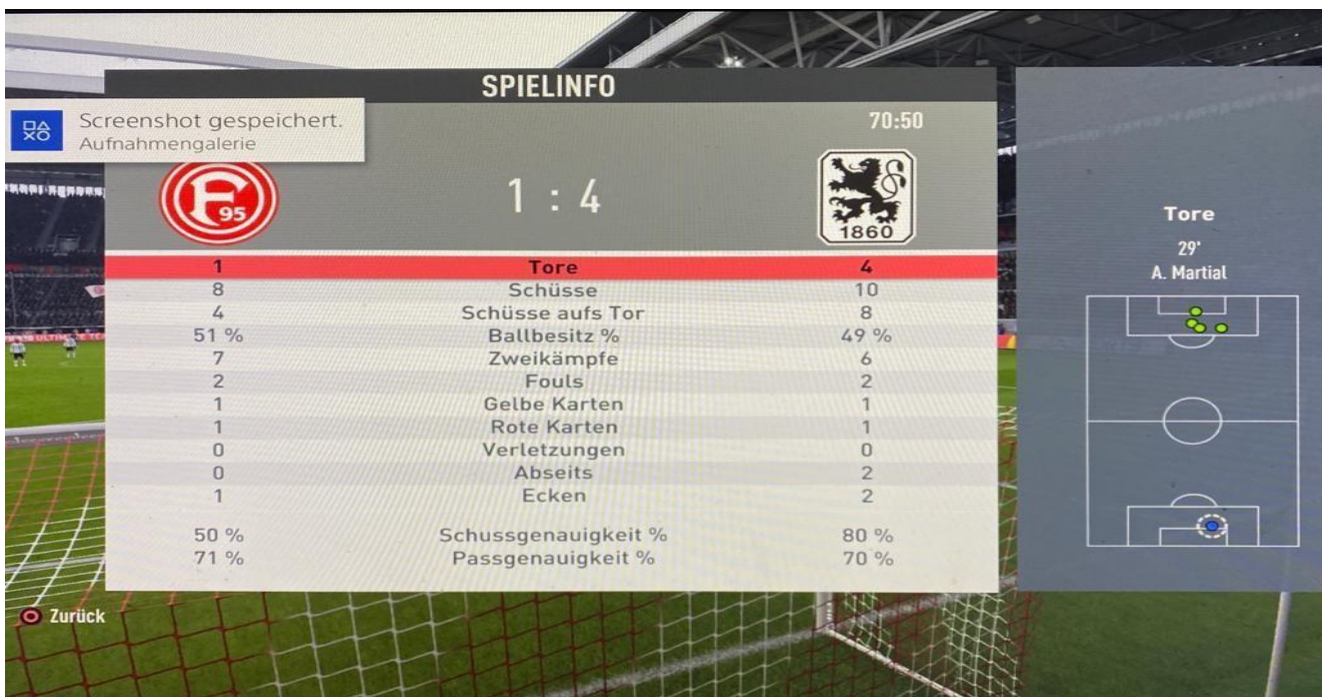 SPIELINFO
Screenshot gespeichert.
Aufnahmengalerie
70:50
F95
1 : 4
1860
1 Tore 4
8 Schüsse 10
4 Schüsse aufs Tor 8
51 % Ballbesitz % 49 %
7 Zweikämpfe 6
2 Fouls 2
1 Gelbe Karten 1
1 Rote Karten 1
0 Verletzungen 0
0 Abseits 2
1 Ecken 2
50 % Schussgenauigkeit % 80 %
71 % Passgenauigkeit % 70 %
Tore
29'
A. Martial
Zurück